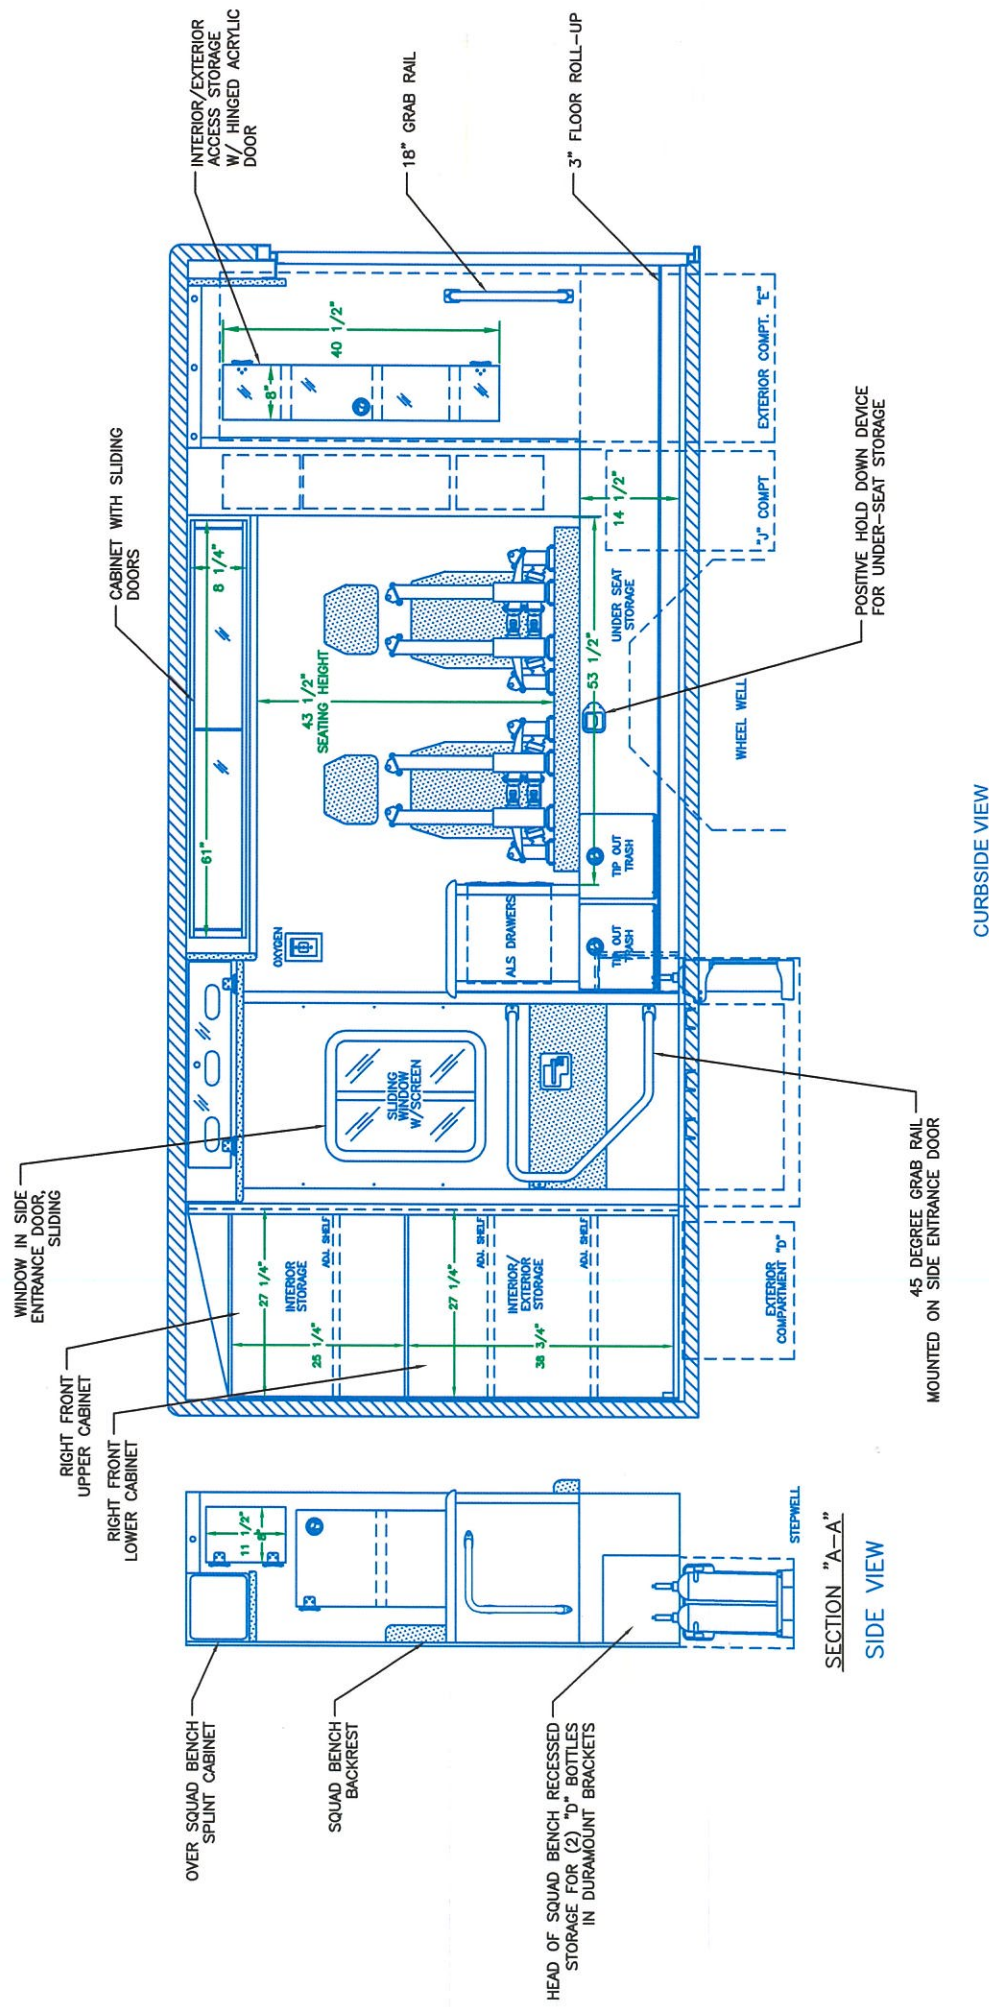 INTERIOR/EXTERIOR
ACCESS STORAGE
W/ HINGED ACRYLIC
DOOR
18" GRAB RAIL
3" FLOOR ROLL-UP
CABINET WITH SLIDING
DOORS
POSITIVE HOLD DOWN DEVICE
FOR UNDER-SEAT STORAGE
WINDOW IN SIDE
ENTRANCE DOOR,
SLIDING
RIGHT FRONT
UPPER CABINET
RIGHT FRONT
LOWER CABINET
45 DEGREE GRAB RAIL
MOUNTED ON SIDE ENTRANCE DOOR
40 1/2"
8"
EXTERIOR COMPT. "E"
"J" COMPT
14 1/2"
8 1/4"
61"
43 1/2"
SEATING HEIGHT
UNDER SEAT
STORAGE
53 1/2"
WHEEL WELL
TIP OUT
TRASH
TIP OUT
TRASH
ALS DRAWERS
OXYGEN
SLIDING
WINDOW
W/SCREEN
27 1/4"
INTERIOR
STORAGE
ADJ. SHELF
25 1/4"
27 1/4"
ADJ. SHELF
INTERIOR/
EXTERIOR
STORAGE
ADJ. SHELF
38 3/4"
EXTERIOR
COMPARTMENT "D"
CURBSIDE VIEW
OVER SQUAD BENCH
SPLINT CABINET
SQUAD BENCH
BACKREST
HEAD OF SQUAD BENCH RECESSED
STORAGE FOR (2) "D" BOTTLES
IN DURAMOUNT BRACKETS
11 1/2"
8"
STEPWELL
SECTION "A-A"
SIDE VIEW